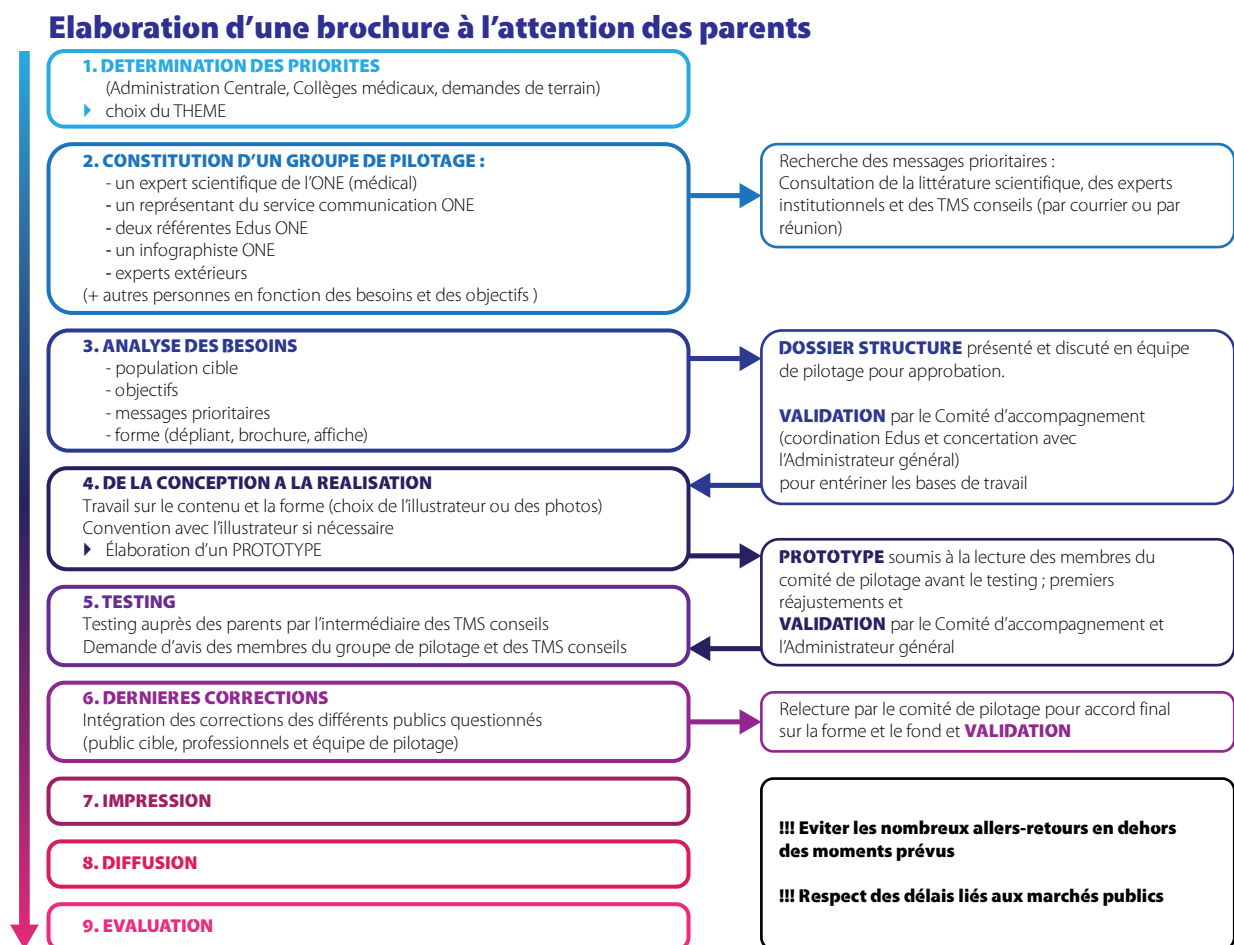 Elaboration d'une brochure à l'attention des parents
1. DETERMINATION DES PRIORITES
(Administration Centrale, Collèges médicaux, demandes de terrain)
choix du THEME
2. CONSTITUTION D'UN GROUPE DE PILOTAGE :
- un expert scientifique de l'ONE (médical)
- un représentant du service communication ONE
- deux référentes Edus ONE
- un infographiste ONE
- experts extérieurs
(+ autres personnes en fonction des besoins et des objectifs )
Recherche des messages prioritaires :
Consultation de la littérature scientifique, des experts
institutionnels et des TMS conseils (par courrier ou par
réunion)
3. ANALYSE DES BESOINS
- population cible
- objectifs
- messages prioritaires
- forme (dépliant, brochure, affiche)
DOSSIER STRUCTURE présenté et discuté en équipe
de pilotage pour approbation.
VALIDATION par le Comité d'accompagnement
(coordination Edus et concertation avec
l'Administrateur général)
pour entériner les bases de travail
4. DE LA CONCEPTION A LA REALISATION
Travail sur le contenu et la forme (choix de l'illustrateur ou des photos)
Convention avec l'illustrateur si nécessaire
Élaboration d'un PROTOTYPE
PROTOTYPE soumis à la lecture des membres du
comité de pilotage avant le testing ; premiers
réajustements et
VALIDATION par le Comité d'accompagnement et
l'Administrateur général
5. TESTING
Testing auprès des parents par l'intermédiaire des TMS conseils
Demande d'avis des membres du groupe de pilotage et des TMS conseils
6. DERNIERES CORRECTIONS
Intégration des corrections des différents publics questionnés
(public cible, professionnels et équipe de pilotage)
Relecture par le comité de pilotage pour accord final
sur la forme et le fond et VALIDATION
7. IMPRESSION
8. DIFFUSION
9. EVALUATION
!!! Eviter les nombreux allers-retours en dehors
des moments prévus
!!! Respect des délais liés aux marchés publics